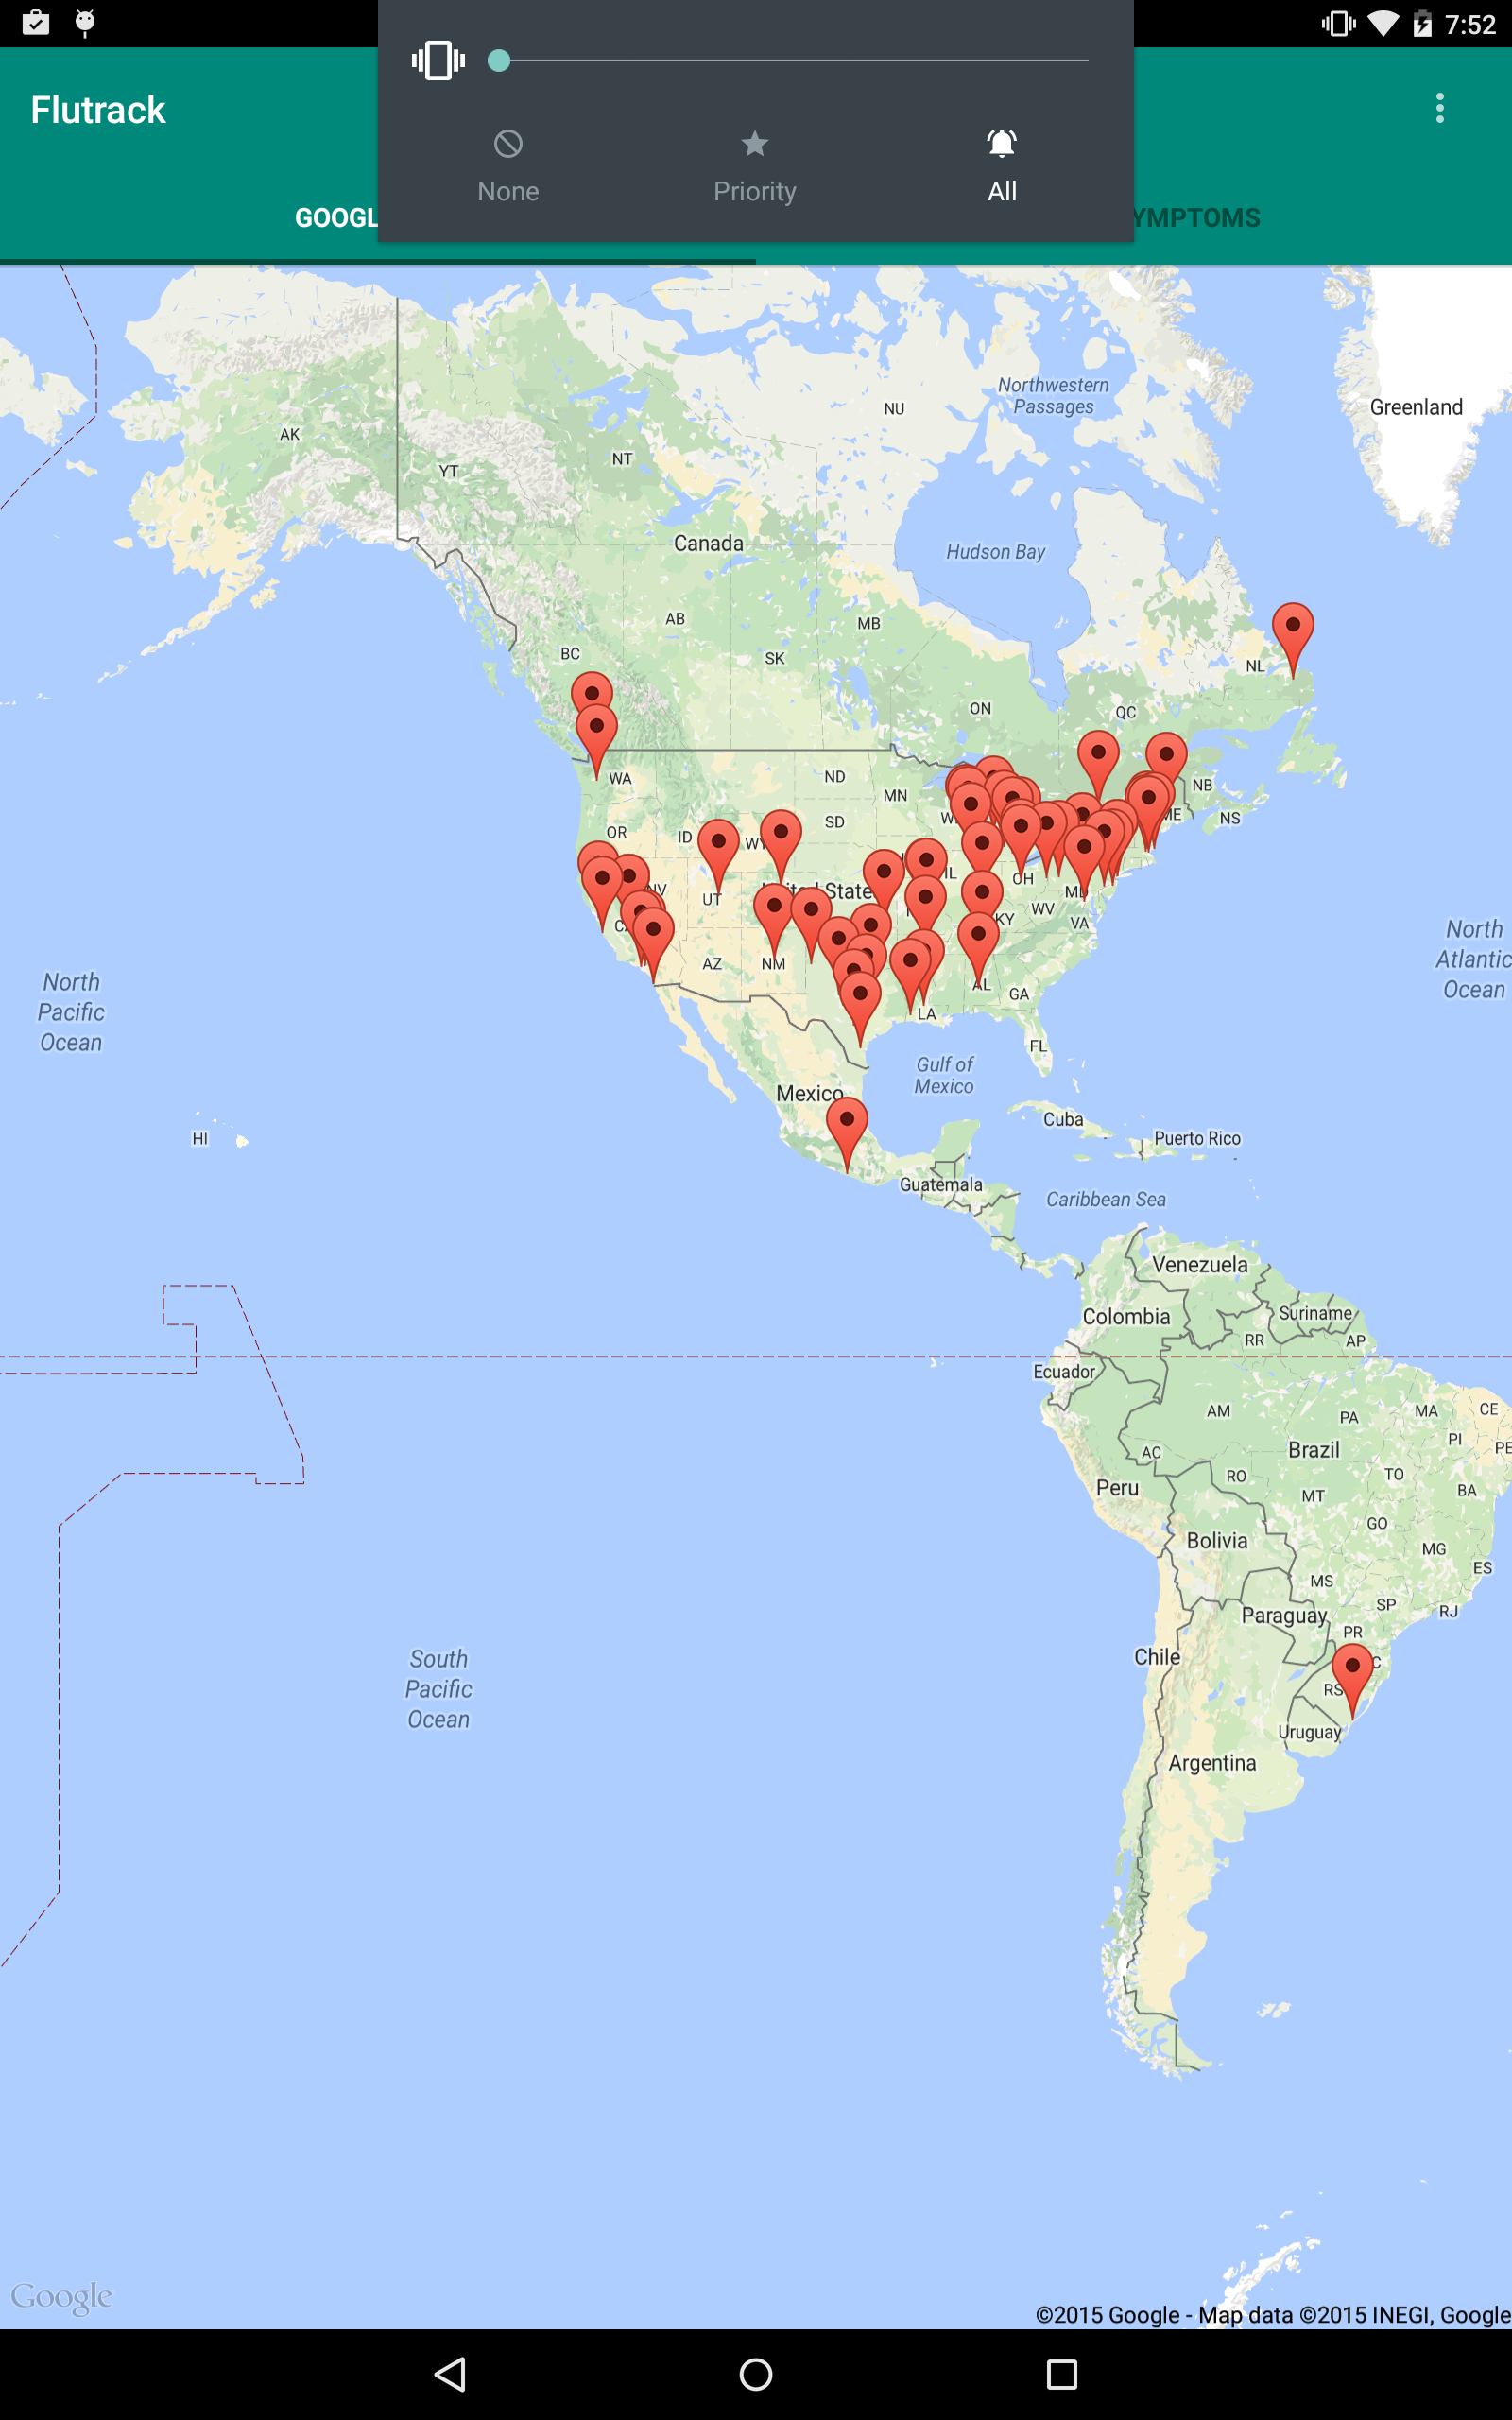 7:52
Flutrack
None
Priority
All
GOOGL
YMPTOMS
Northwestern
Passages
Greenland
NU
AK
NT
YT
Canada
Hudson Bay
AB
MB
BC
SK
NL
ON
QC
WA
ND
MN
NB
NS
ME
OR
ID
WY
SD
IL
OH
UT
NV
United State
KY
WV
MD
VA
AZ
NM
AL
GA
LA
FL
North
Pacific
Ocean
North
Atlantic
Ocean
Gulf of
Mexico
Mexico
Cuba
HI
Puerto Rico
Guatemala
Caribbean Sea
Venezuela
Colombia
Suriname
RR
AP
Ecuador
AM
PA
MA
CE
PI
PE
AC
Brazil
RO
TO
Peru
MT
BA
GO
Bolivia
MG
ES
MS
SP
RJ
Paraguay
PR
Chile
RS
South
Pacific
Ocean
Uruguay
Argentina
Google
©2015 Google - Map data ©2015 INEGI, Google